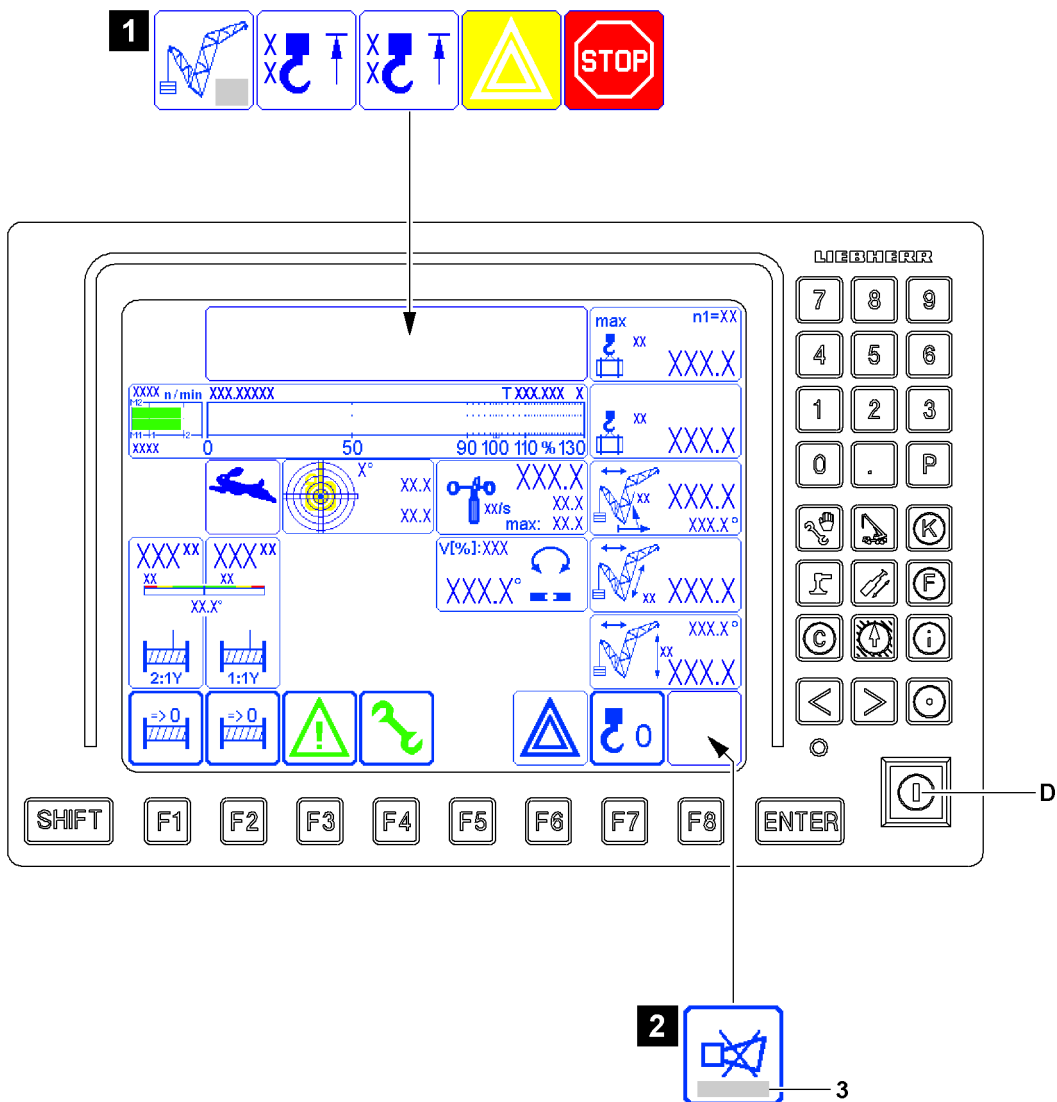 1
X X
X X
STOP
LIEBHERR
max n1=XX
XX
XXX.X
XXXX n/min XXX.XXXXX T XXX.XXX X
M2
M1 1 2
XXXX
0 50 90 100 110 % 130
XX
XXX.X
X°
XX.X
XX.X
XXX.X
XX/s XX.X
max: XX.X
XX
XXX.X
XXX.X°
XXX XX XXX XX
XX XX
XX.X°
V[%]:XXX
XXX.X°
XX XXX.X
XXX.X°
XX
XXX.X
2:1Y 1:1Y
=> 0 => 0
!
0
7 8 9
4 5 6
1 2 3
0 . P
K
F
C i
< >
D
SHIFT F1 F2 F3 F4 F5 F6 F7 F8 ENTER
2
3